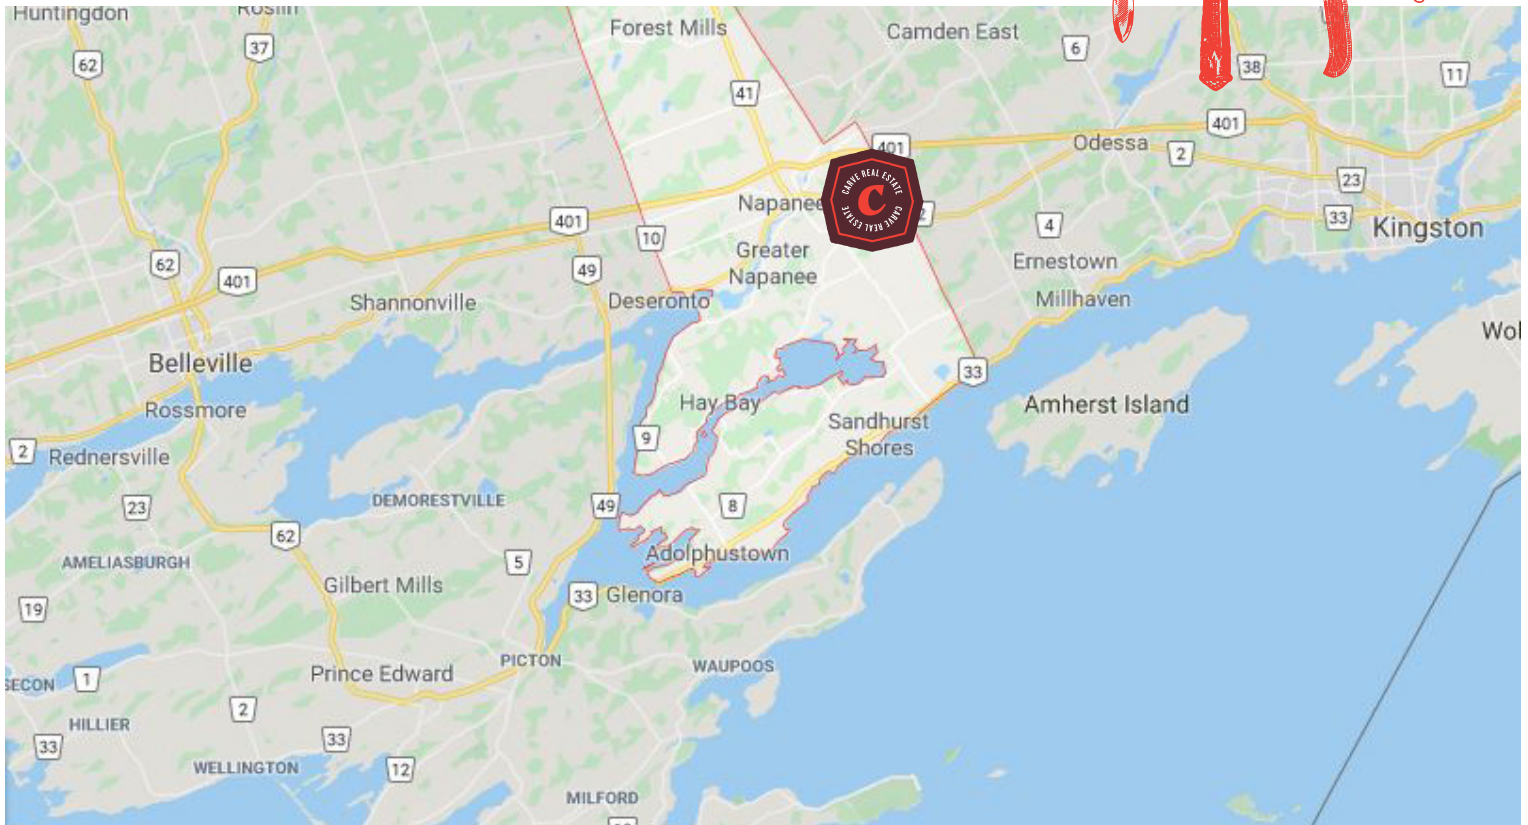 Huntingdon
Roslin
Forest Mills
Camden East
37
6
62
38
11
41
401
401
Odessa
2
CARVE REAL ESTATE
C
CARVE REAL ESTATE
23
Napanee
401
33
4
Kingston
10
Greater
Napanee
62
Ernestown
401
49
Shannonville
Deseronto
Millhaven
Belleville
33
Hay Bay
Amherst Island
Rossmore
Sandhurst
Shores
9
2
Rednersville
DEMORESTVILLE
23
49
8
62
Adolphustown
AMELIASBURGH
5
Gilbert Mills
33
Glenora
19
PICTON
WAUPOOS
Prince Edward
1
2
HILLIER
33
33
WELLINGTON
12
MILFORD